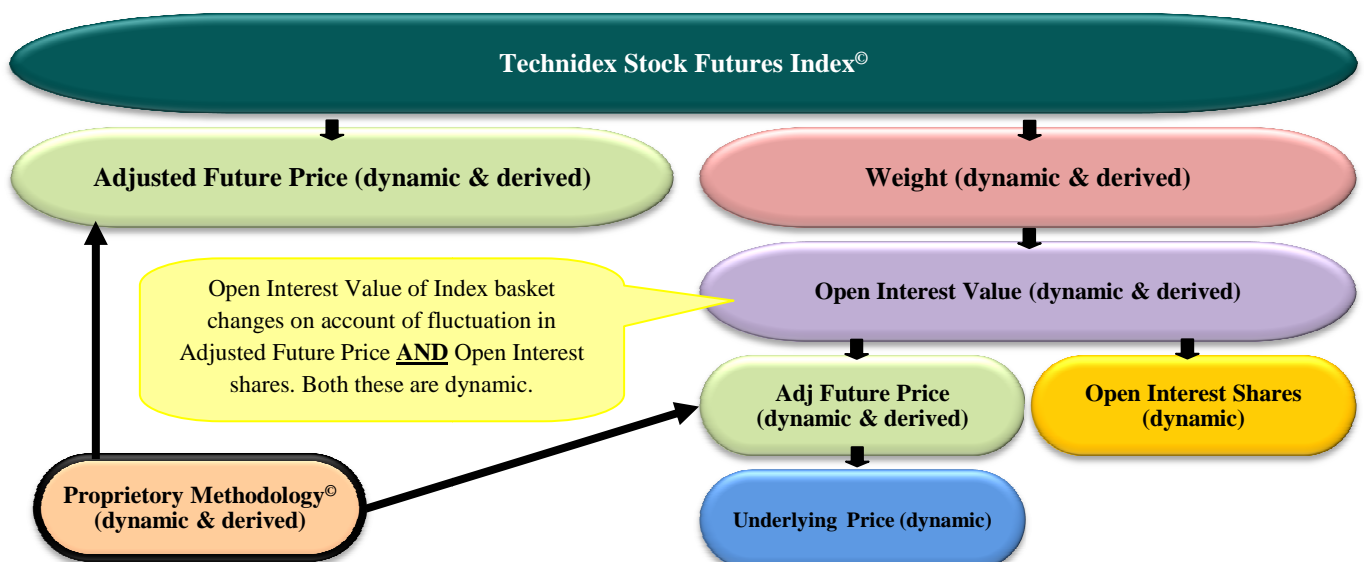 Technidex Stock Futures Index©
Adjusted Future Price (dynamic & derived)
Weight (dynamic & derived)
Open Interest Value of Index basket
changes on account of fluctuation in
Adjusted Future Price AND Open Interest
shares. Both these are dynamic.
Open Interest Value (dynamic & derived)
Adj Future Price
(dynamic & derived)
Open Interest Shares
(dynamic)
Proprietory Methodology©
(dynamic & derived)
Underlying Price (dynamic)